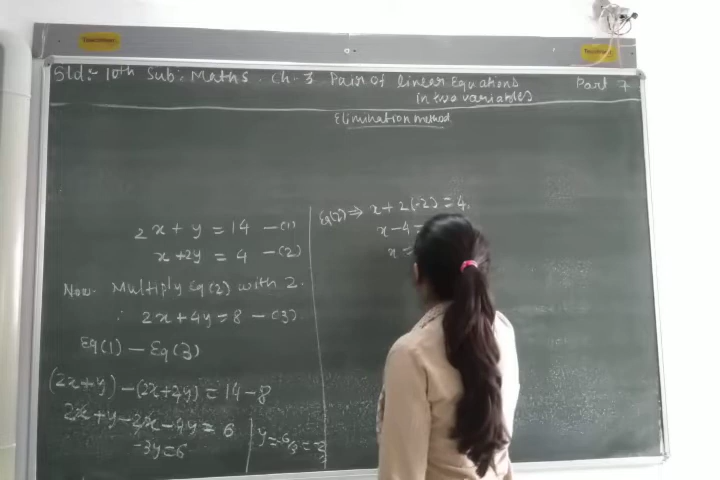 Std:- 10th Sub: Maths. Ch-3 Pair of linear Equations
in two variables
Part 7
Elimination method
2x + y = 14 —(1)
x + 2y = 4 —(2)
Now Multiply Eq(2) with 2.
∴ 2x + 4y = 8 —(3)
Eq(1) — Eq(3)
(2x+y) — (2x+4y) = 14 - 8
2x + y - 2x - 4y = 6
-3y = 6
Eq(2) ⇒ x + 2(-2) = 4.
x - 4 =
x =